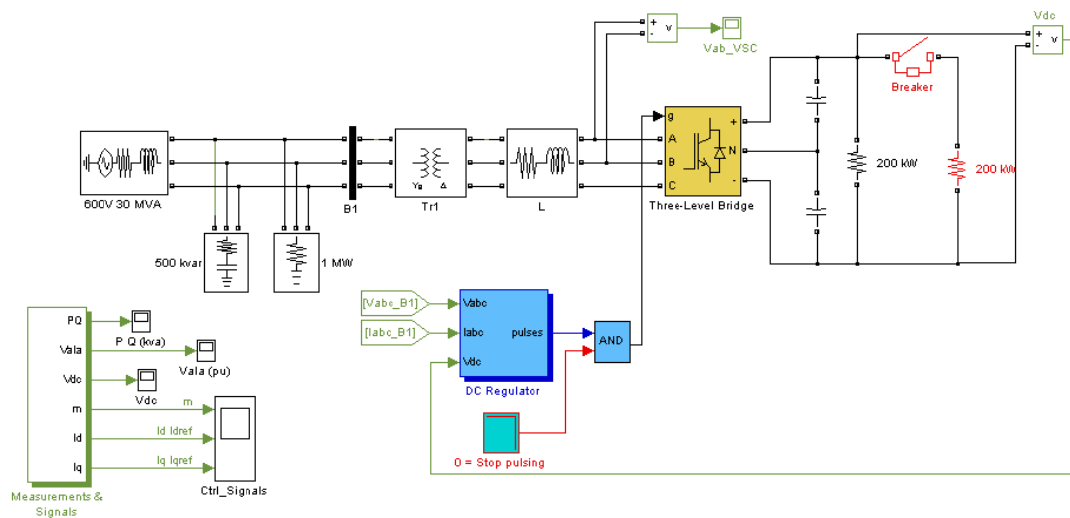 Vdc
+
-
v
Vab_VSC
+
-
v
Breaker
g
A
B
C
+
N
-
Three-Level Bridge
200 kW
200 kW
600V 30 MVA
B1
Yg
Δ
Tr1
L
500 kvar
1 MW
[Vabc_B1]
[Iabc_B1]
Vabc
Iabc
Vdc
pulses
DC Regulator
AND
0 = Stop pulsing
PQ
VaIa
Vdc
m
Id
Iq
P Q (kva)
VaIa (pu)
Vdc
m
Id Idref
Iq Iqref
Ctrl_Signals
Measurements &
Signals